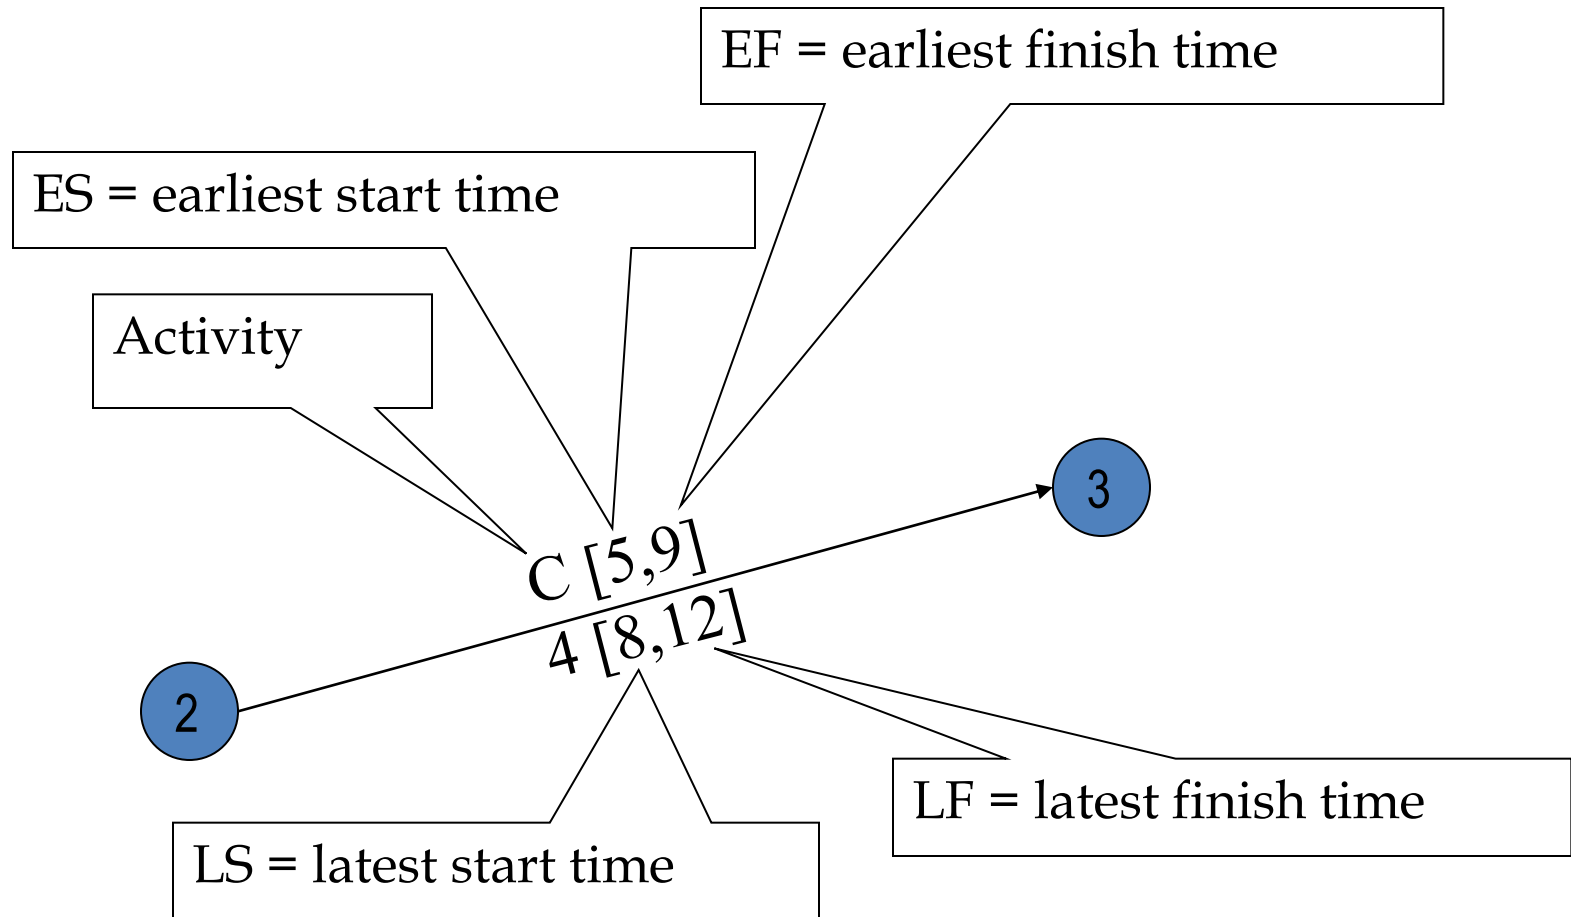 EF = earliest finish time
ES = earliest start time
Activity
3
C [5,9]
4 [8,12]
2
LF = latest finish time
LS = latest start time